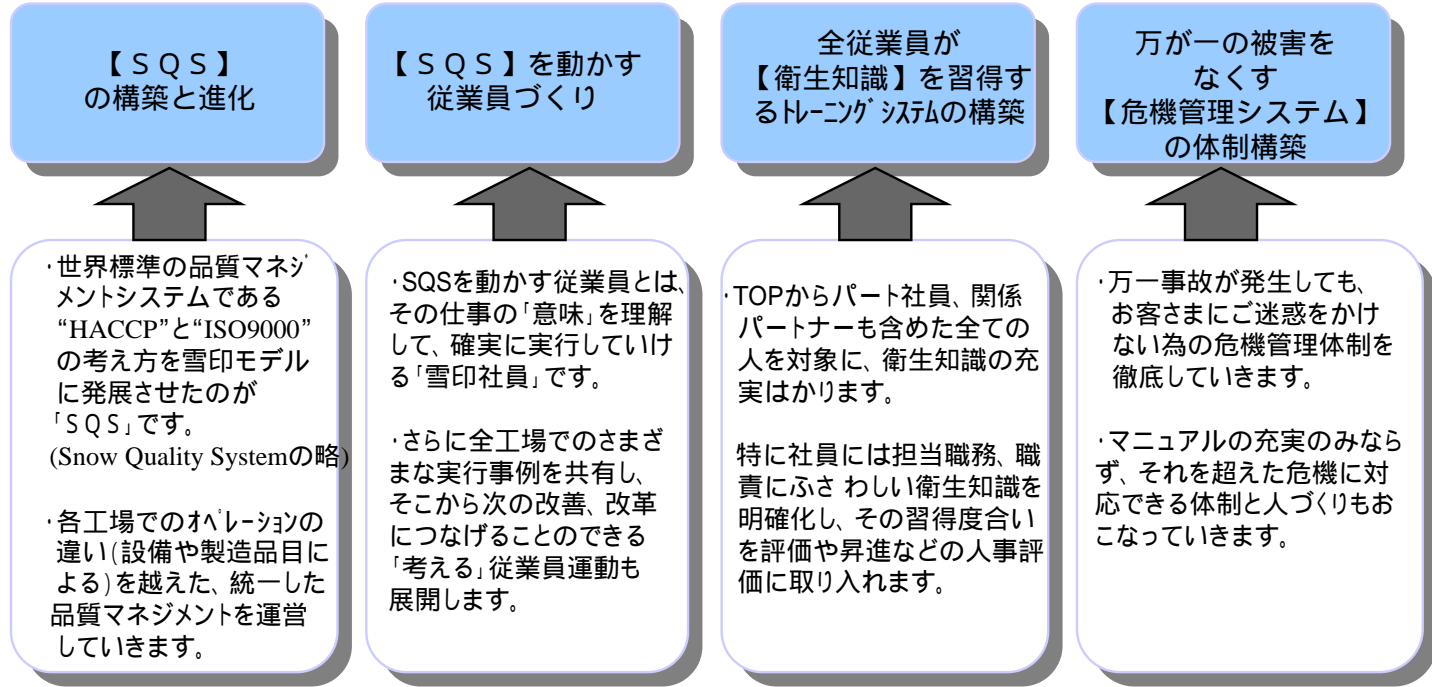 【ＳＱＳ】
の構築と進化
・世界標準の品質マネジ
メントシステムである
“HACCP”と“ISO9000”
の考え方を雪印モデル
に発展させたのが
「ＳＱＳ」です。
(Snow Quality Systemの略)
・各工場でのｵﾍﾟﾚｰｼｮﾝの
違い(設備や製造品目に
よる)を越えた、統一した
品質マネジメントを運営
していきます。
【ＳＱＳ】を動かす
従業員づくり
・SQSを動かす従業員とは、
その仕事の「意味」を理解
して、確実に実行していけ
る「雪印社員」です。
・さらに全工場でのさまざ
まな実行事例を共有し、
そこから次の改善、改革
につなげることのできる
「考える」従業員運動も
展開します。
全従業員が
【衛生知識】を習得す
るﾄﾚｰﾆﾝｸﾞｼｽﾃﾑの構築
・TOPからパート社員、関係
パートナーも含めた全ての
人を対象に、衛生知識の充
実はかります。
特に社員には担当職務、職
責にふさ わしい衛生知識を
明確化し、その習得度合い
を評価や昇進などの人事評
価に取り入れます。
万が一の被害を
なくす
【危機管理システム】
の体制構築
・万一事故が発生しても、
お客さまにご迷惑をかけ
ない為の危機管理体制を
徹底していきます。
・マニュアルの充実のみなら
ず、それを超えた危機に対
応できる体制と人づくりもお
こなっていきます。